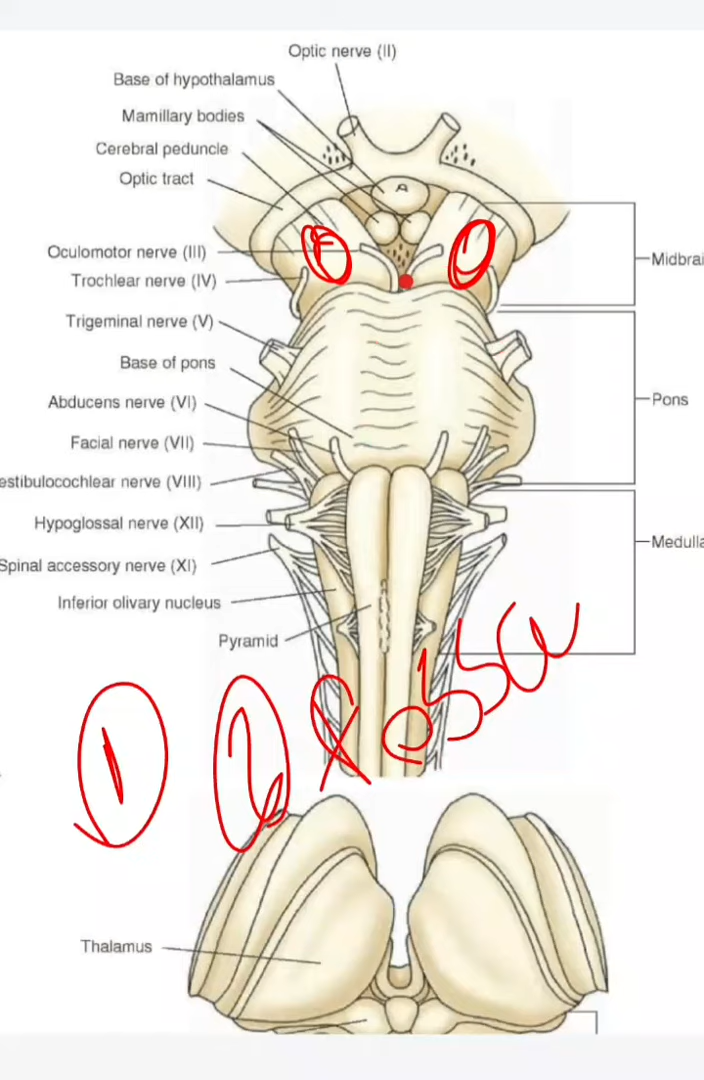 Optic nerve (II)
Base of hypothalamus
Mamillary bodies
Cerebral peduncle
Optic tract
Oculomotor nerve (III)
Midbrai
Trochlear nerve (IV)
Trigeminal nerve (V)
Base of pons
Abducens nerve (VI)
Pons
Facial nerve (VII)
estibulocochlear nerve (VIII)
Hypoglossal nerve (XII)
Medulla
Spinal accessory nerve (XI)
Inferior olivary nucleus
Pyramid
1 2
Thalamus